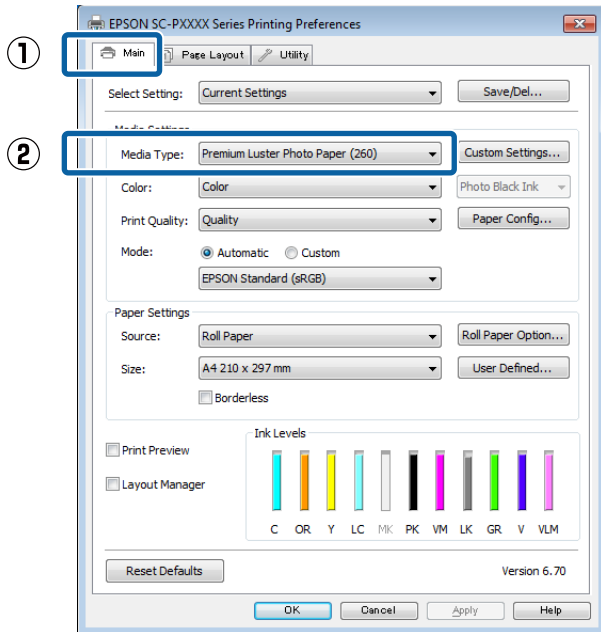 EPSON SC-PXXXX Series Printing Preferences
① Main Page Layout Utility
Select Setting: Current Settings Save/Del...
Media Settings
② Media Type: Premium Luster Photo Paper (260) Custom Settings...
Color: Color Photo Black Ink
Print Quality: Quality Paper Config...
Mode: Automatic Custom
EPSON Standard (sRGB)
Paper Settings
Source: Roll Paper Roll Paper Option...
Size: A4 210 x 297 mm User Defined...
Borderless
Ink Levels
Print Preview
Layout Manager
C OR Y LC MK PK VM LK GR V VLM
Reset Defaults Version 6.70
OK Cancel Apply Help